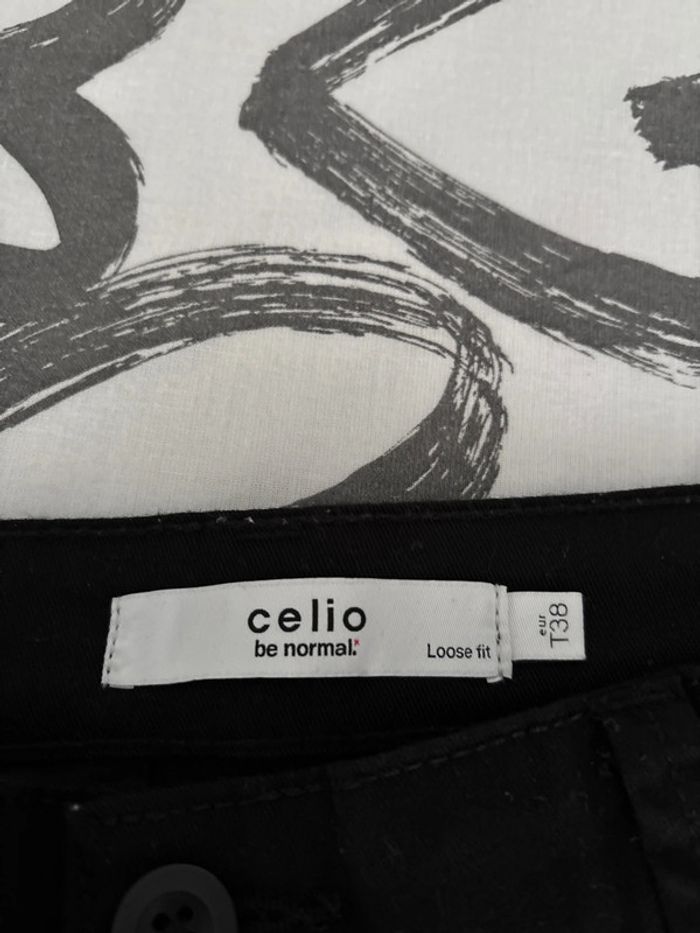 celio
be normal.*
Loose fit
eur
T38